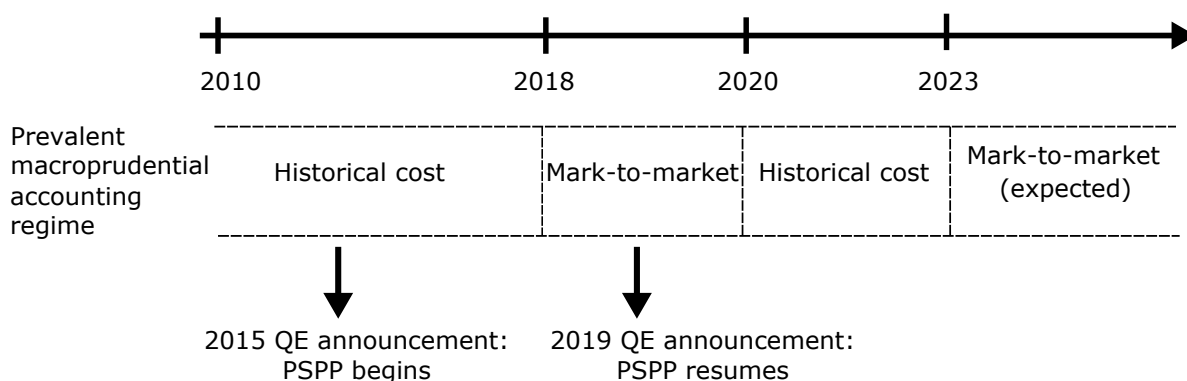 2010 2018 2020 2023
Prevalent
macroprudential
accounting
regime
Historical cost
Mark-to-market
Historical cost
Mark-to-market
(expected)
2015 QE announcement:
PSPP begins
2019 QE announcement:
PSPP resumes